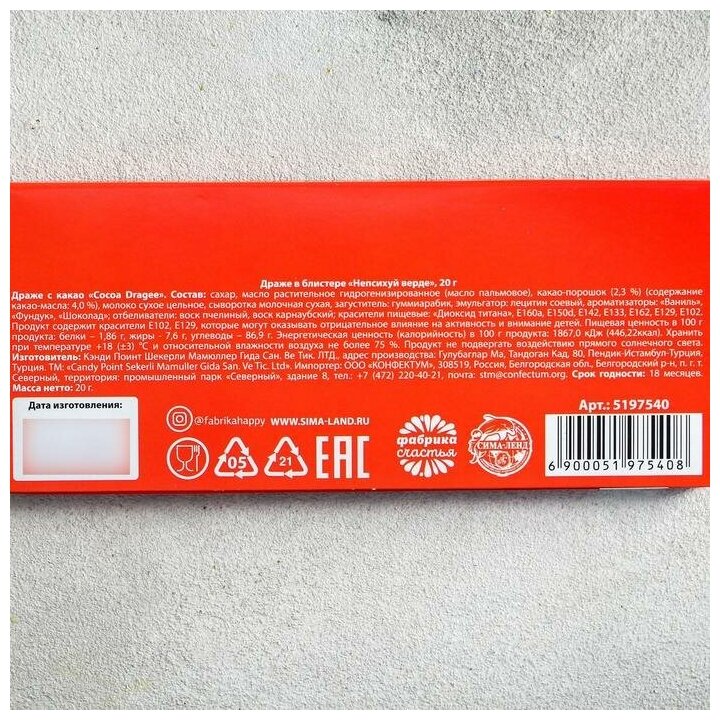 Драже в блистере «Непсихуй верде», 20 г
Драже с какао «Cocoa Dragee». Состав: сахар, масло растительное гидрогенизированное (масло пальмовое), какао-порошок (2,3 %) (содержание
какао-масла: 4,0 %), молоко сухое цельное, сыворотка молочная сухая, загуститель: гуммиарабик, эмульгатор: лецитин соевый, ароматизаторы: «Ваниль»,
«Фундук», «Шоколад»; отбеливатели: воск пчелиный, воск карнаубский; красители пищевые: «Диоксид титана», Е160а, Е150d, Е142, Е133, Е162, Е129, Е102.
Продукт содержит красители Е102, Е129, которые могут оказывать отрицательное влияние на активность и внимание детей. Пищевая ценность в 100 г
продукта: белки – 1,86 г, жиры - 7,6 г, углеводы – 86,9 г. Энергетическая ценность (калорийность) в 100 г продукта: 1867,0 кДж (446,22ккал). Хранить
при температуре +18 (±3) °С и относительной влажности воздуха не более 75 %. Продукт не подвергать воздействию прямого солнечного света.
Изготовитель: Кэнди Поинт Шекерли Мамюллер Гида Сан. Ве Тик. ЛТД., адрес производства: Гулубаглар Ма, Тандоган Кад, 80, Пендик-Истамбул-Турция,
Турция. ТМ: «Candy Point Sekerli Mamuller Gida San. Ve Tic. Ltd». Импортер: ООО «КОНФЕКТУМ», 308519, Россия, Белгородская обл., Белгородский р-н, п. г. т.
Северный, территория: промышленный парк "Северный", здание 8, тел.: +7 (472) 220-40-21, почта: stm@confectum.org. Срок годности: 18 месяцев.
Масса нетто: 20 г.
Дата изготовления:
@fabrikahappy WWW.SIMA-LAND.RU
05
21
EAC
фабрика
счастья
СИМА-ЛЕНД
Арт.: 5197540
6 900051 975408